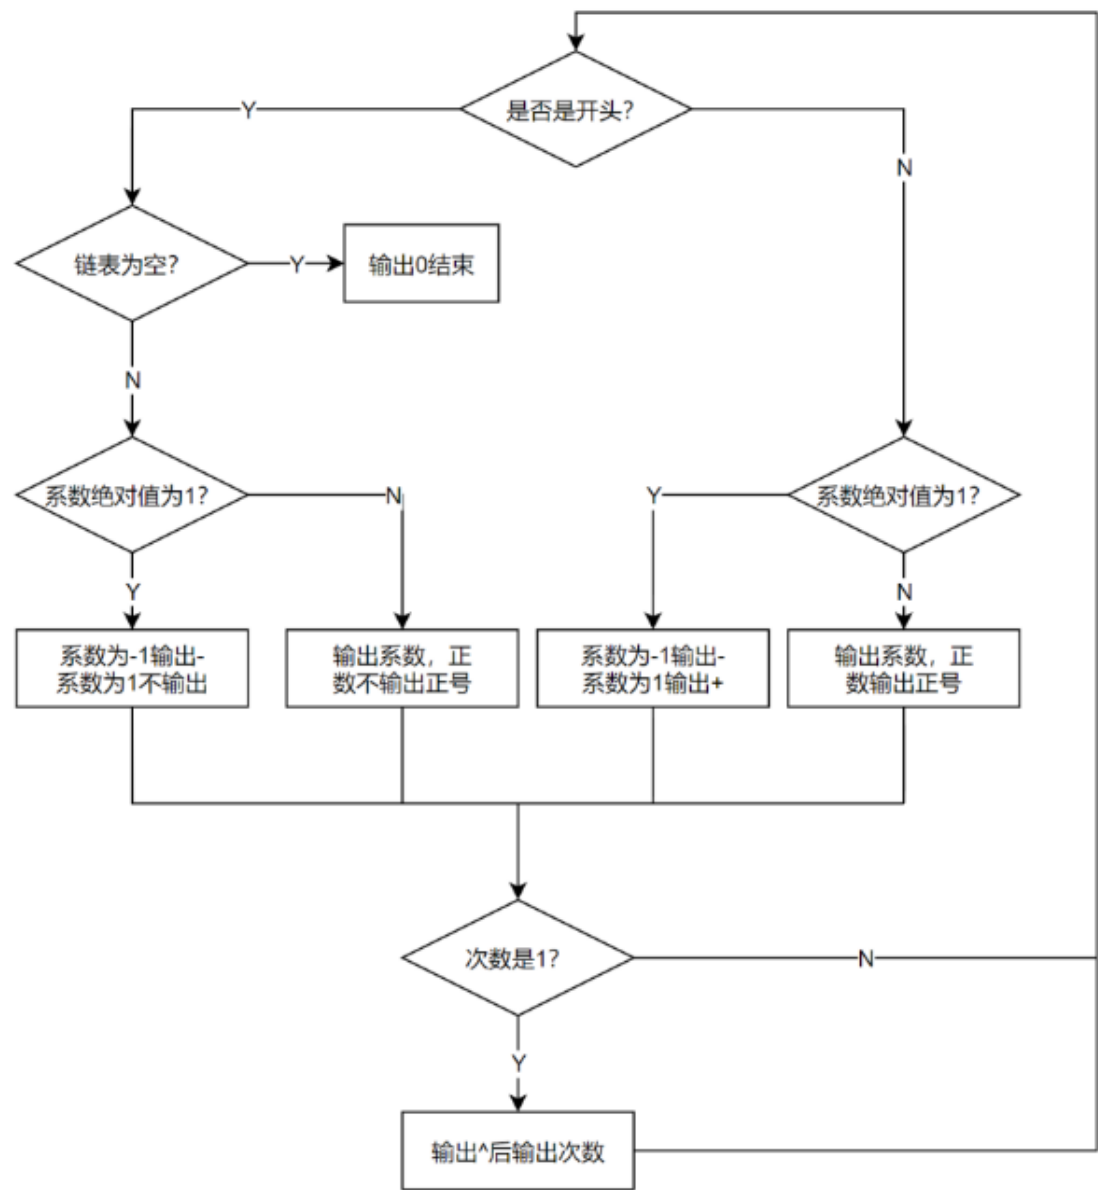 是否是开头?
Y
N
链表为空?
Y
输出0结束
N
系数绝对值为1?
N
Y
系数绝对值为1?
Y
N
系数为-1输出-
系数为1不输出
输出系数，正
数不输出正号
系数为-1输出-
系数为1输出+
输出系数，正
数输出正号
次数是1?
N
Y
输出^后输出次数